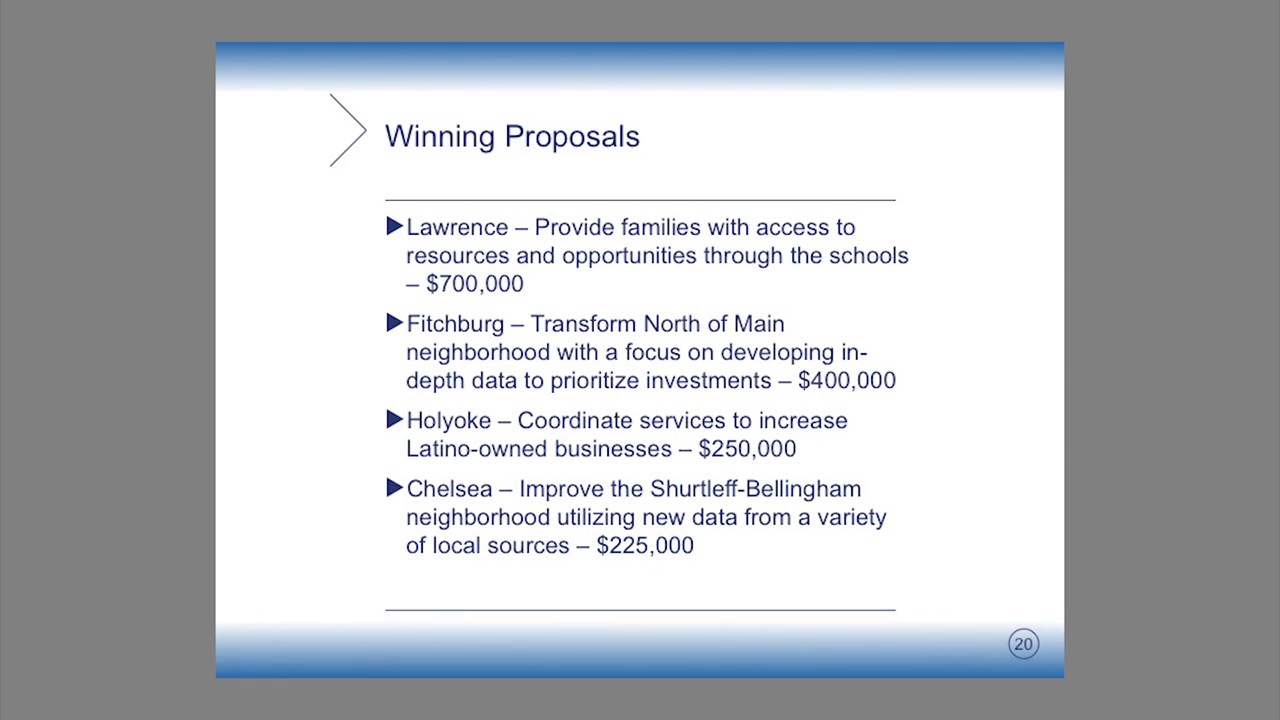 Winning Proposals
Lawrence – Provide families with access to
resources and opportunities through the schools
– $700,000
Fitchburg – Transform North of Main
neighborhood with a focus on developing in-
depth data to prioritize investments – $400,000
Holyoke – Coordinate services to increase
Latino-owned businesses – $250,000
Chelsea – Improve the Shurtleff-Bellingham
neighborhood utilizing new data from a variety
of local sources – $225,000
20